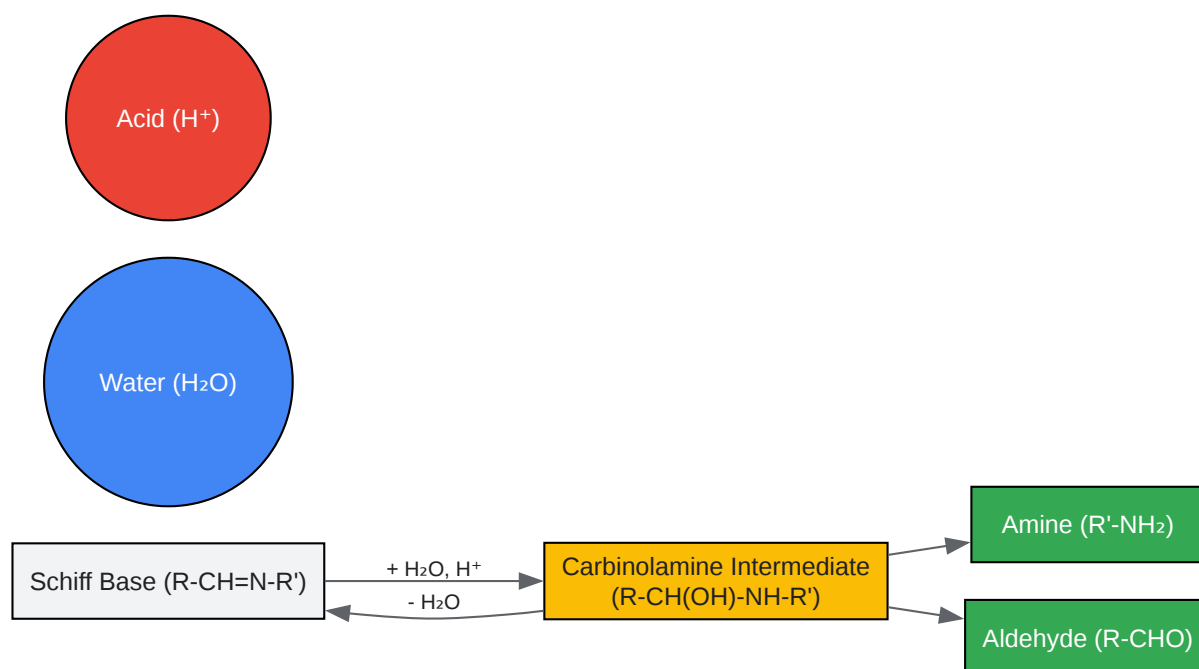 Acid (H⁺)
Water (H₂O)
Schiff Base (R-CH=N-R')
+ H₂O, H⁺
- H₂O
Carbinolamine Intermediate
(R-CH(OH)-NH-R')
Amine (R'-NH₂)
Aldehyde (R-CHO)